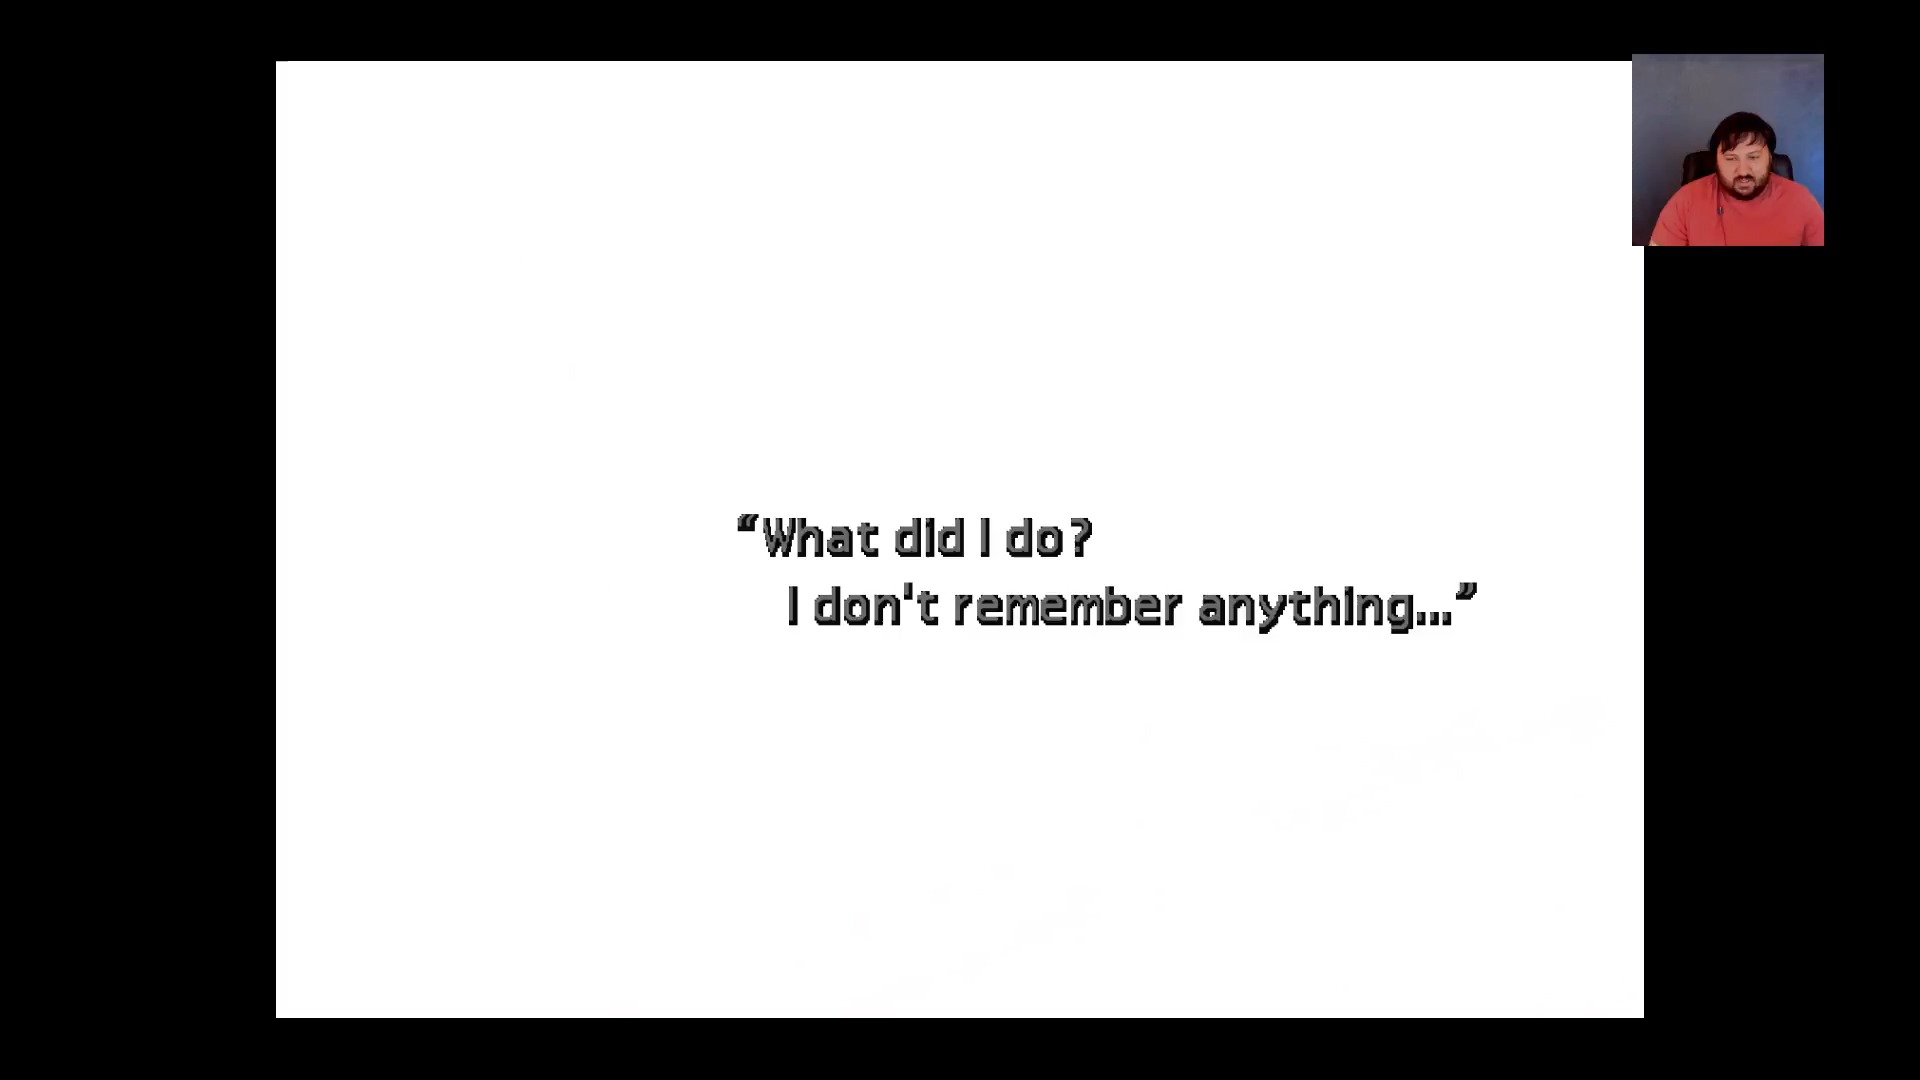 “What did I do?
I don't remember anything...”